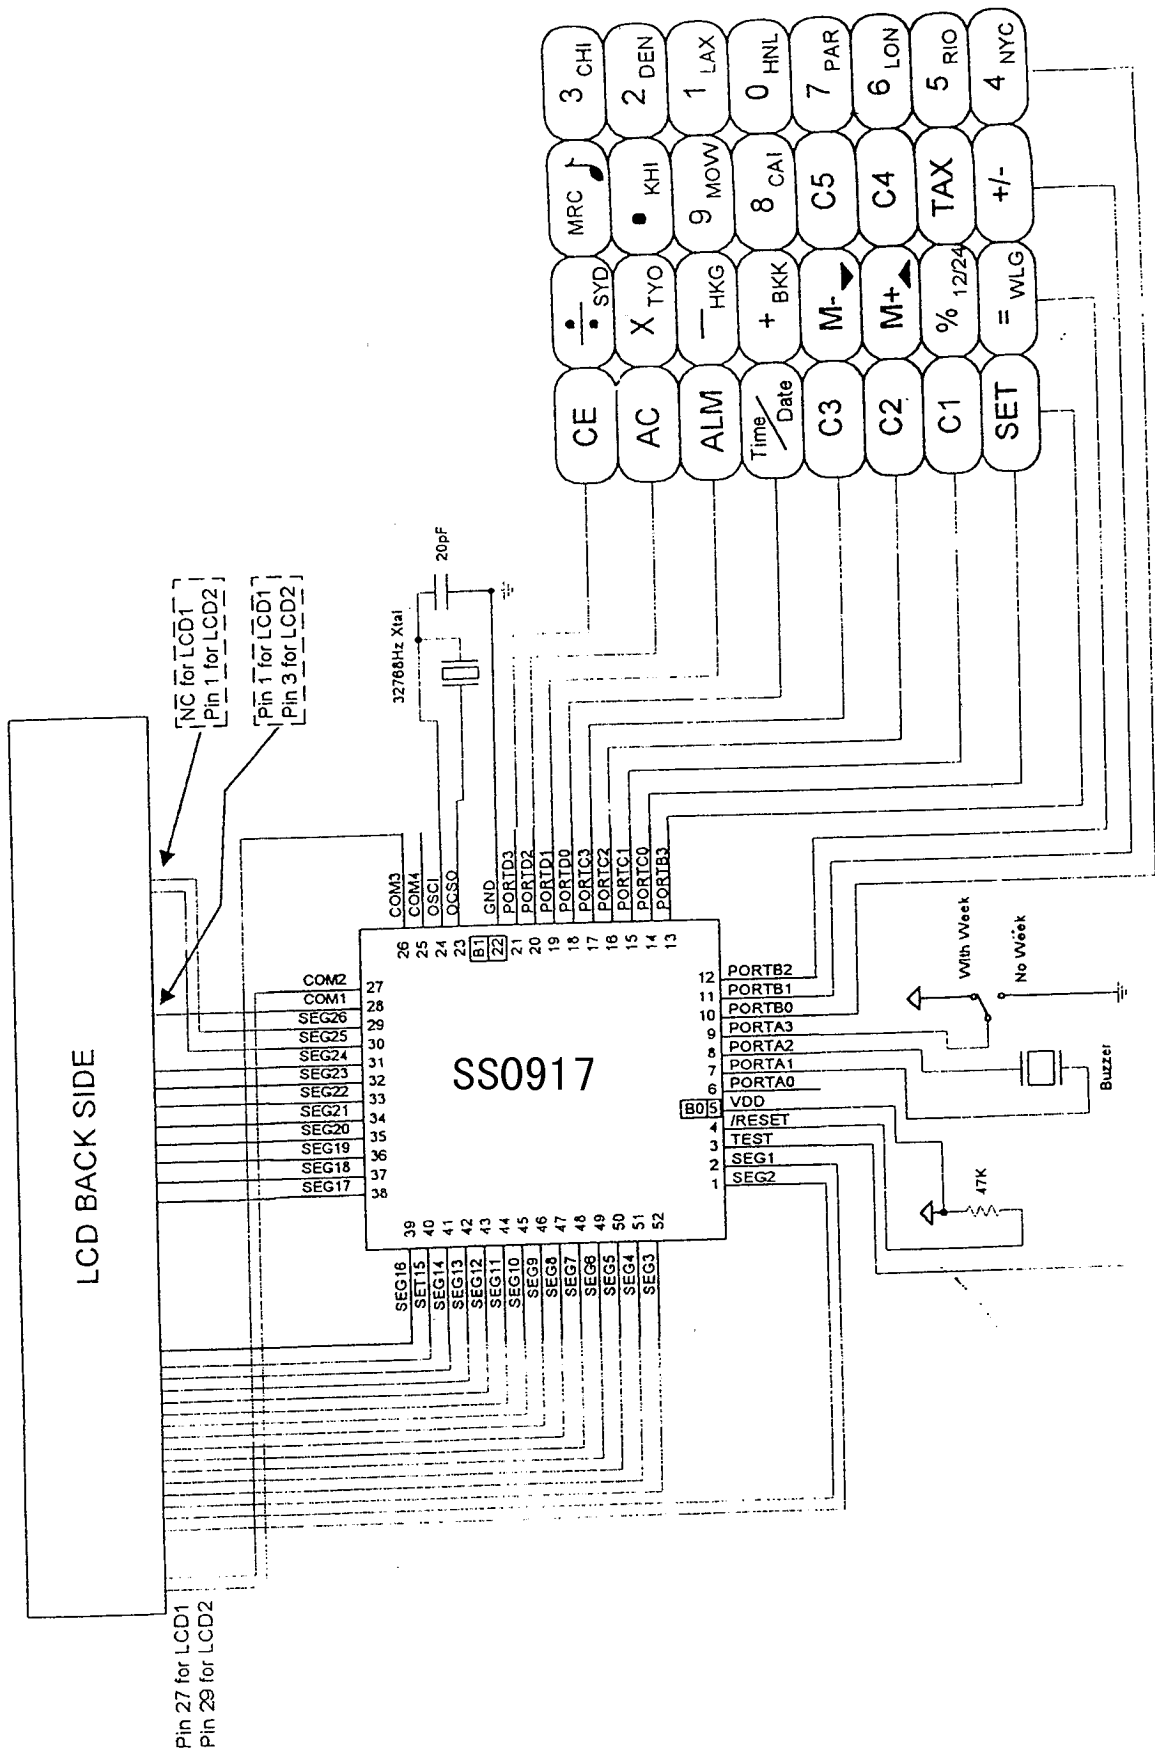 LCD BACK SIDE
NC for LCD1
Pin 1 for LCD2
Pin 1 for LCD1
Pin 3 for LCD2
Pin 27 for LCD1
Pin 29 for LCD2
32768Hz Xtal
20pF
SS0917
COM3 26
COM4 25
OSCI 24
OCSO 23
B1
GND 22
PORTD3 21
PORTD2 20
PORTD1 19
PORTD0 18
PORTC3 17
PORTC2 16
PORTC1 15
PORTC0 14
PORTB3 13
COM2 27
COM1 28
SEG26 29
SEG25 30
SEG24 31
SEG23 32
SEG22 33
SEG21 34
SEG20 35
SEG19 36
SEG18 37
SEG17 38
SEG16 39
SET15 40
SEG14 41
SEG13 42
SEG12 43
SEG11 44
SEG10 45
SEG9 46
SEG8 47
SEG7 48
SEG6 49
SEG5 50
SEG4 51
SEG3 52
12 PORTB2
11 PORTB1
10 PORTB0
9 PORTA3
8 PORTA2
7 PORTA1
6 PORTA0
B0 5 VDD
4 /RESET
3 TEST
2 SEG1
1 SEG2
With Week
No Week
Buzzer
47K
CE
÷ SYD
MRC ♪
3 CHI
AC
X TYO
• KHI
2 DEN
ALM
— HKG
9 MOW
1 LAX
Time/Date
+ BKK
8 CAI
0 HNL
C3
M- ▼
C5
7 PAR
C2
M+ ▲
C4
6 LON
C1
% 12/24
TAX
5 RIO
SET
= WLG
+/-
4 NYC